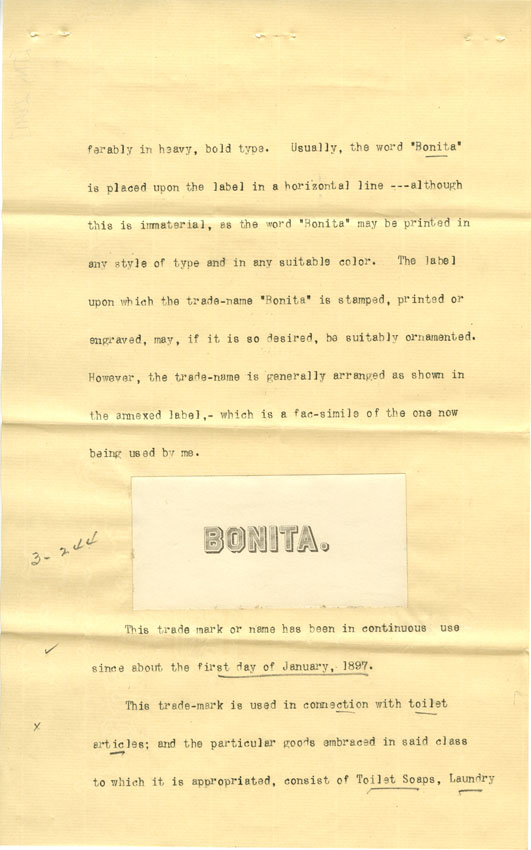 ferably in heavy, bold type. Usually, the word "Bonita"
is placed upon the label in a horizontal line ---although
this is immaterial, as the word "Bonita" may be printed in
any style of type and in any suitable color. The label
upon which the trade-name "Bonita" is stamped, printed or
engraved, may, if it is so desired, be suitably ornamented.
However, the trade-name is generally arranged as shown in
the annexed label,- which is a fac-simile of the one now
being used by me.
BONITA.
3-244
This trade mark or name has been in continuous use
since about the first day of January, 1897.
This trade-mark is used in connection with toilet
x
articles; and the particular goods embraced in said class
to which it is appropriated, consist of Toilet Soaps, Laundry